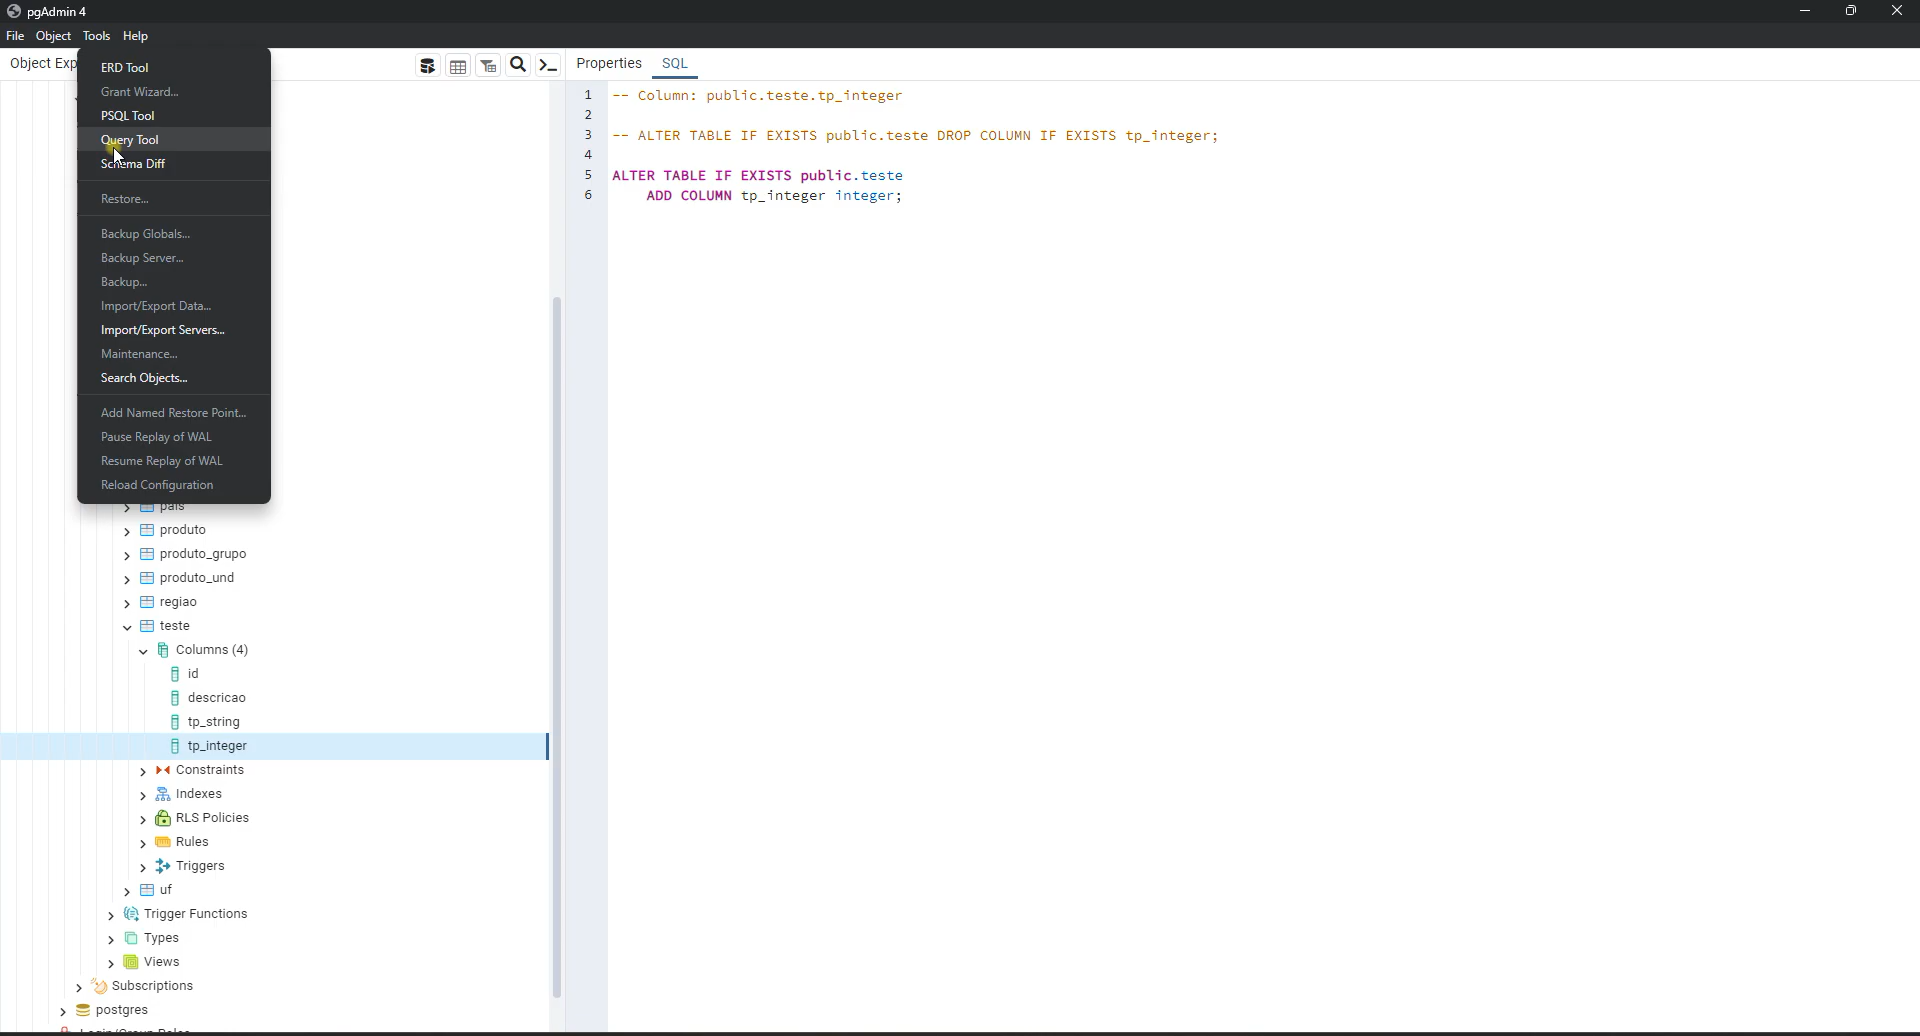 pgAdmin 4
File Object Tools Help
Object Exp
ERD Tool
Grant Wizard...
PSQL Tool
Query Tool
Schema Diff
Restore...
Backup Globals...
Backup Server...
Backup...
Import/Export Data...
Import/Export Servers...
Maintenance...
Search Objects...
Add Named Restore Point...
Pause Replay of WAL
Resume Replay of WAL
Reload Configuration
pais
produto
produto_grupo
produto_und
regiao
teste
Columns (4)
id
descricao
tp_string
tp_integer
Constraints
Indexes
RLS Policies
Rules
Triggers
uf
Trigger Functions
Types
Views
Subscriptions
postgres
Login/Group Roles
Properties SQL
1 -- Column: public.teste.tp_integer
2
3 -- ALTER TABLE IF EXISTS public.teste DROP COLUMN IF EXISTS tp_integer;
4
5 ALTER TABLE IF EXISTS public.teste
6 ADD COLUMN tp_integer integer;